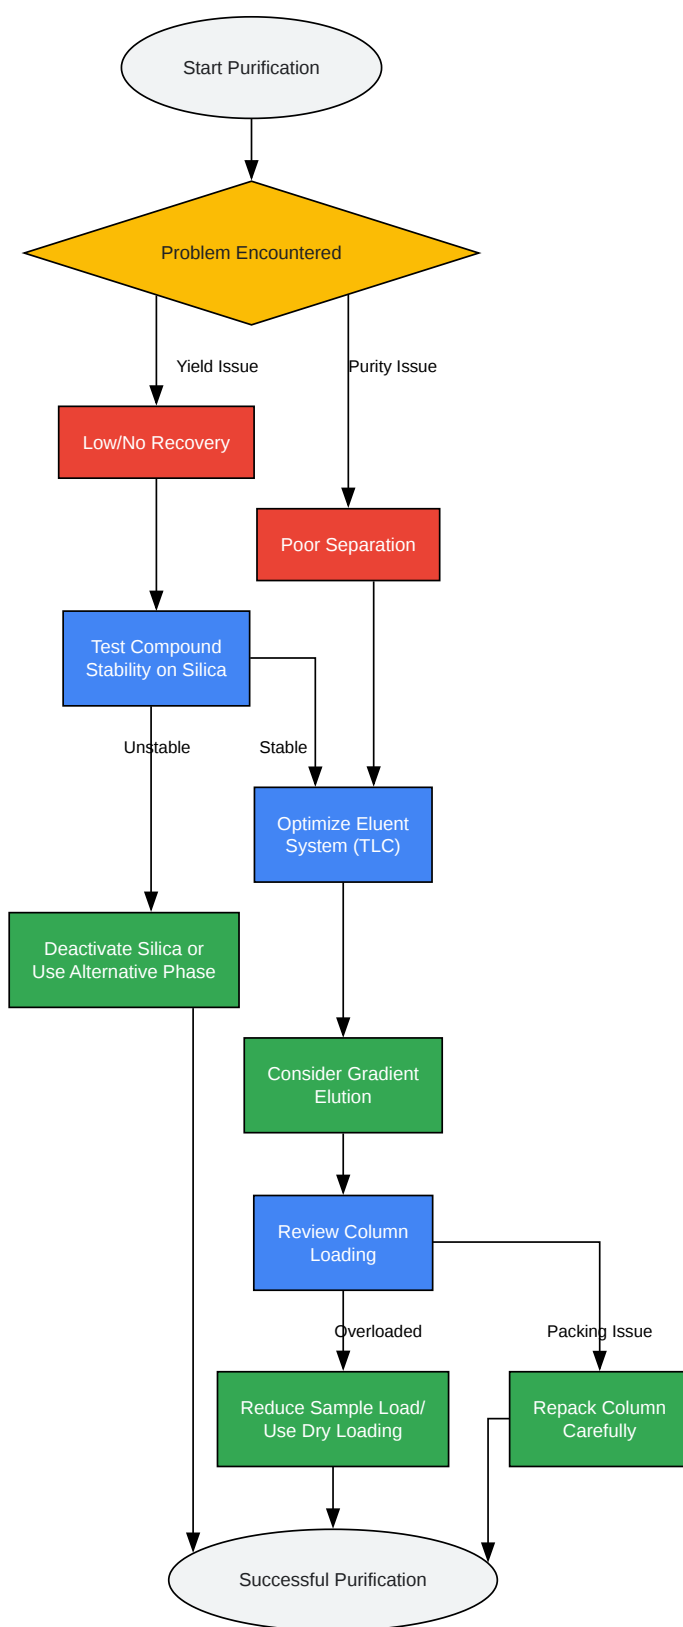 Start Purification
Problem Encountered
Yield Issue
Purity Issue
Low/No Recovery
Poor Separation
Test Compound
Stability on Silica
Unstable
Stable
Optimize Eluent
System (TLC)
Deactivate Silica or
Use Alternative Phase
Consider Gradient
Elution
Review Column
Loading
Overloaded
Packing Issue
Reduce Sample Load/
Use Dry Loading
Repack Column
Carefully
Successful Purification